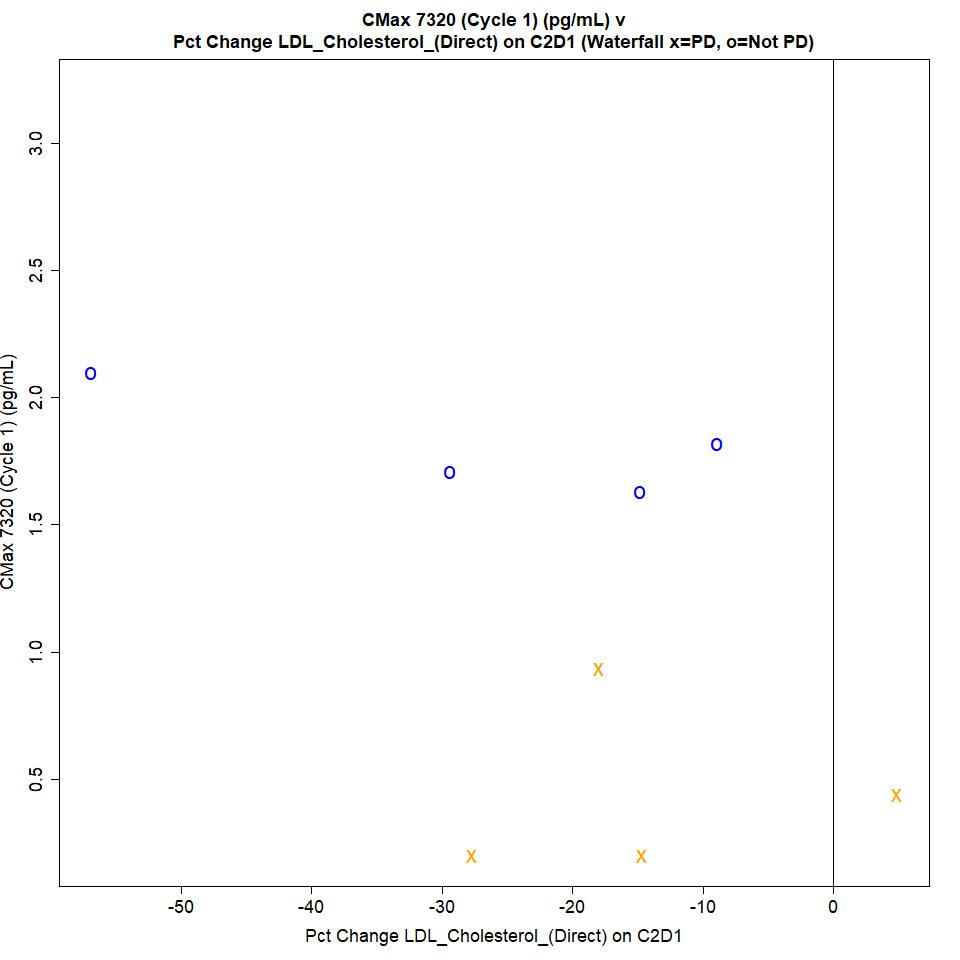 CMax 7320 (Cycle 1) (pg/mL) v
Pct Change LDL_Cholesterol_(Direct) on C2D1 (Waterfall x=PD, o=Not PD)
CMax 7320 (Cycle 1) (pg/mL)
3.0
2.5
2.0
1.5
1.0
0.5
O
O
O
O
X
X
X
X
-50 -40 -30 -20 -10 0
Pct Change LDL_Cholesterol_(Direct) on C2D1